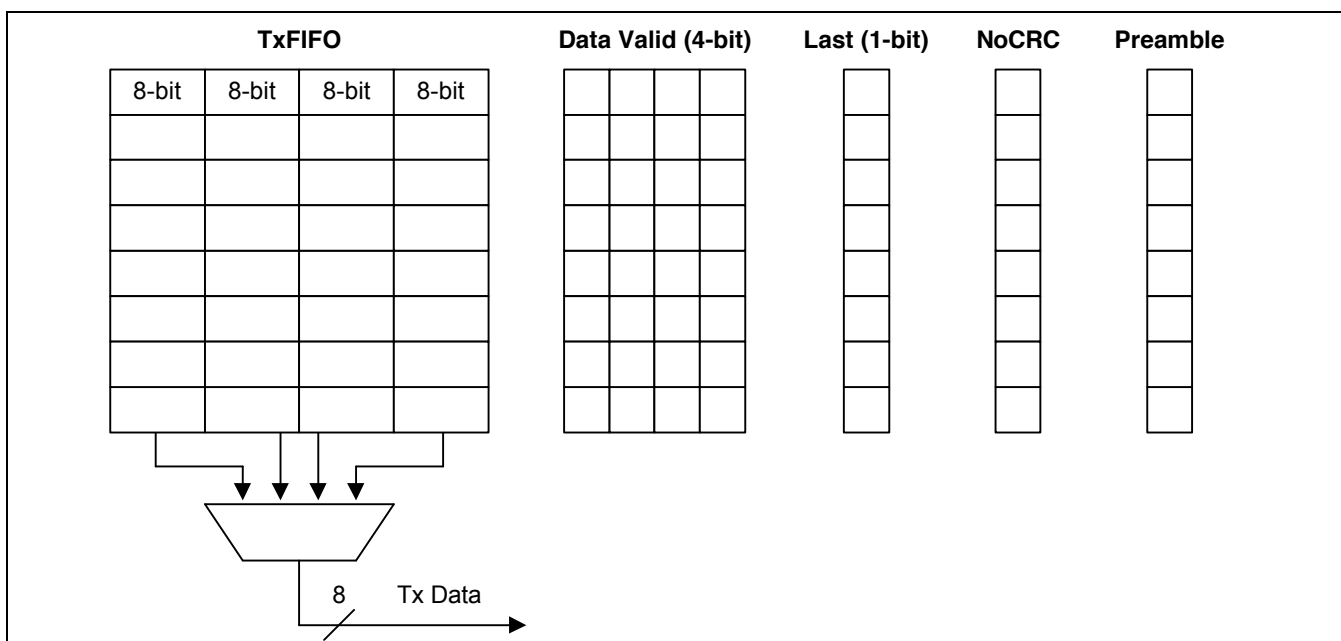 TxFIFO Data Valid (4-bit) Last (1-bit) NoCRC Preamble
8-bit 8-bit 8-bit 8-bit
8 Tx Data